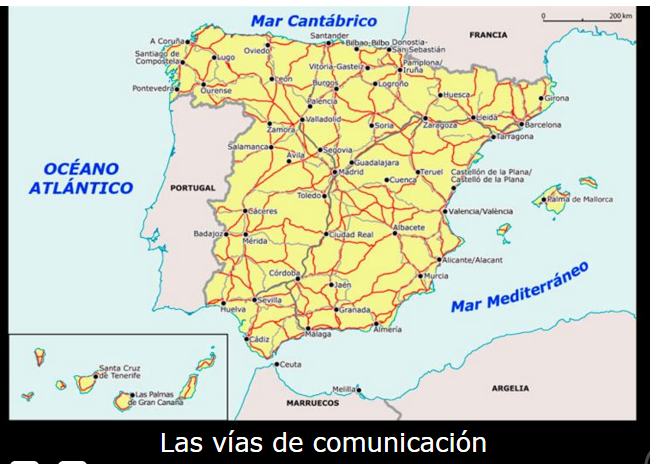 Mar Cantábrico
0
200 km
FRANCIA
A Coruña
Santiago de
Compostela
Lugo
Oviedo
Santander
Bilbao-Bilbo
Donostia-
San Sebastián
Vitoria-Gasteiz
Pamplona/
Iruña
Pontevedra
Ourense
León
Burgos
Logroño
Huesca
Girona
Palencia
Zamora
Valladolid
Soria
Zaragoza
Lleida
Barcelona
Tarragona
Salamanca
Ávila
Segovia
Guadalajara
Madrid
Teruel
Cuenca
Castellón de la Plana/
Castelló de la Plana
OCÉANO
ATLÁNTICO
PORTUGAL
Toledo
Palma de Mallorca
Cáceres
Valencia/València
Badajoz
Mérida
Ciudad Real
Albacete
Alicante/Alacant
Murcia
Mar Mediterráneo
Córdoba
Jaén
Huelva
Sevilla
Granada
Cádiz
Málaga
Almería
Ceuta
Melilla
MARRUECOS
ARGELIA
Santa Cruz
de Tenerife
Las Palmas
de Gran Canaria
Las vías de comunicación